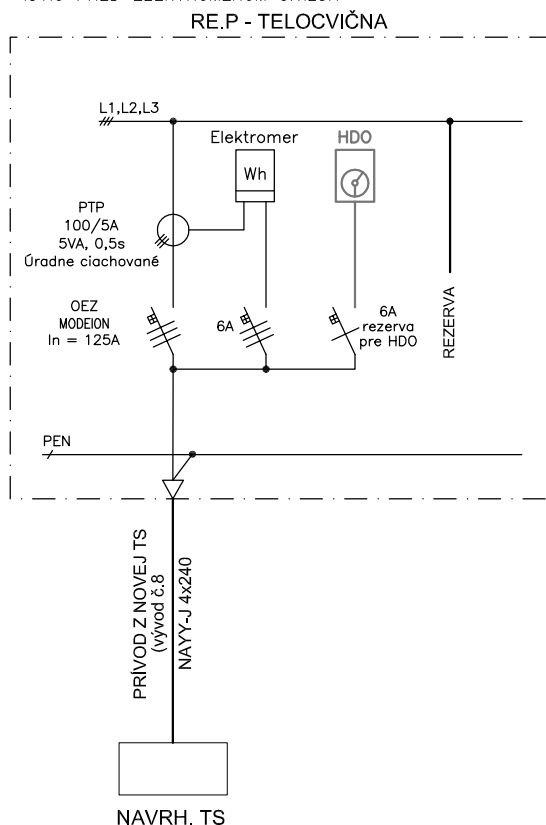 RE.P - TELOCVIČNA
L1,L2,L3
Elektromer
HDO
Wh
PTP
100/5A
5VA, 0,5s
Úradne ciachované
OEZ
MODEION
In = 125A
6A
6A
rezerva
pre HDO
REZERVA
PEN
PRÍVOD Z NOVEJ TS
(vývod č.8
NAYY-J 4x240
NAVRH. TS